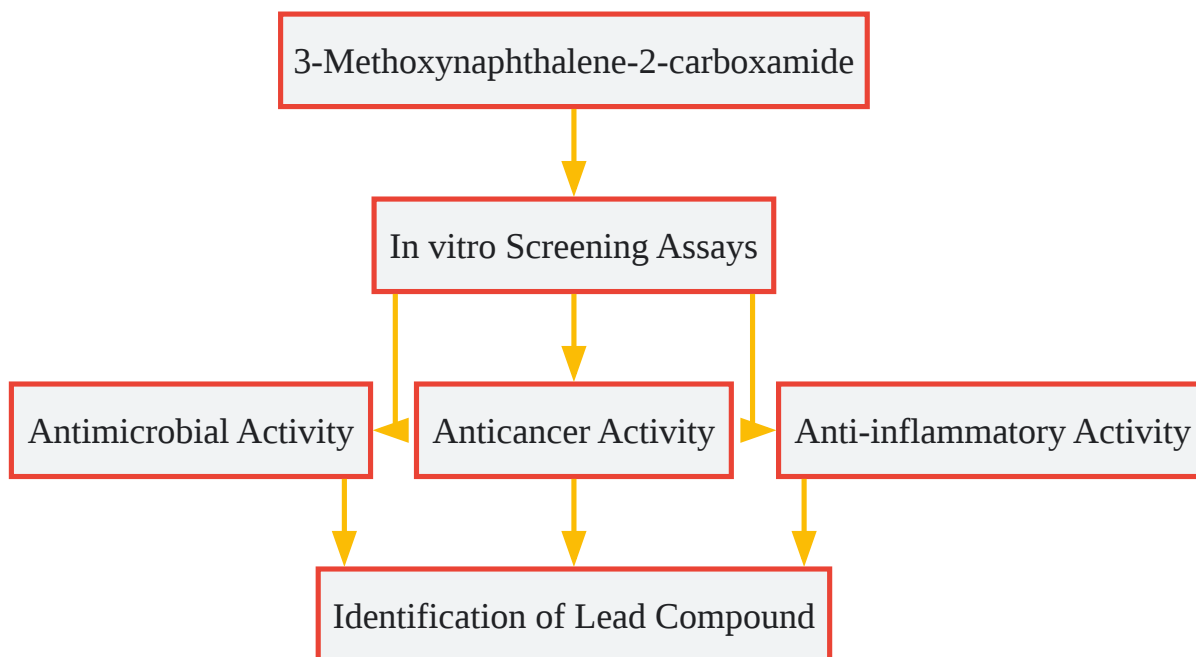 3-Methoxynaphthalene-2-carboxamide
In vitro Screening Assays
Antimicrobial Activity
Anticancer Activity
Anti-inflammatory Activity
Identification of Lead Compound